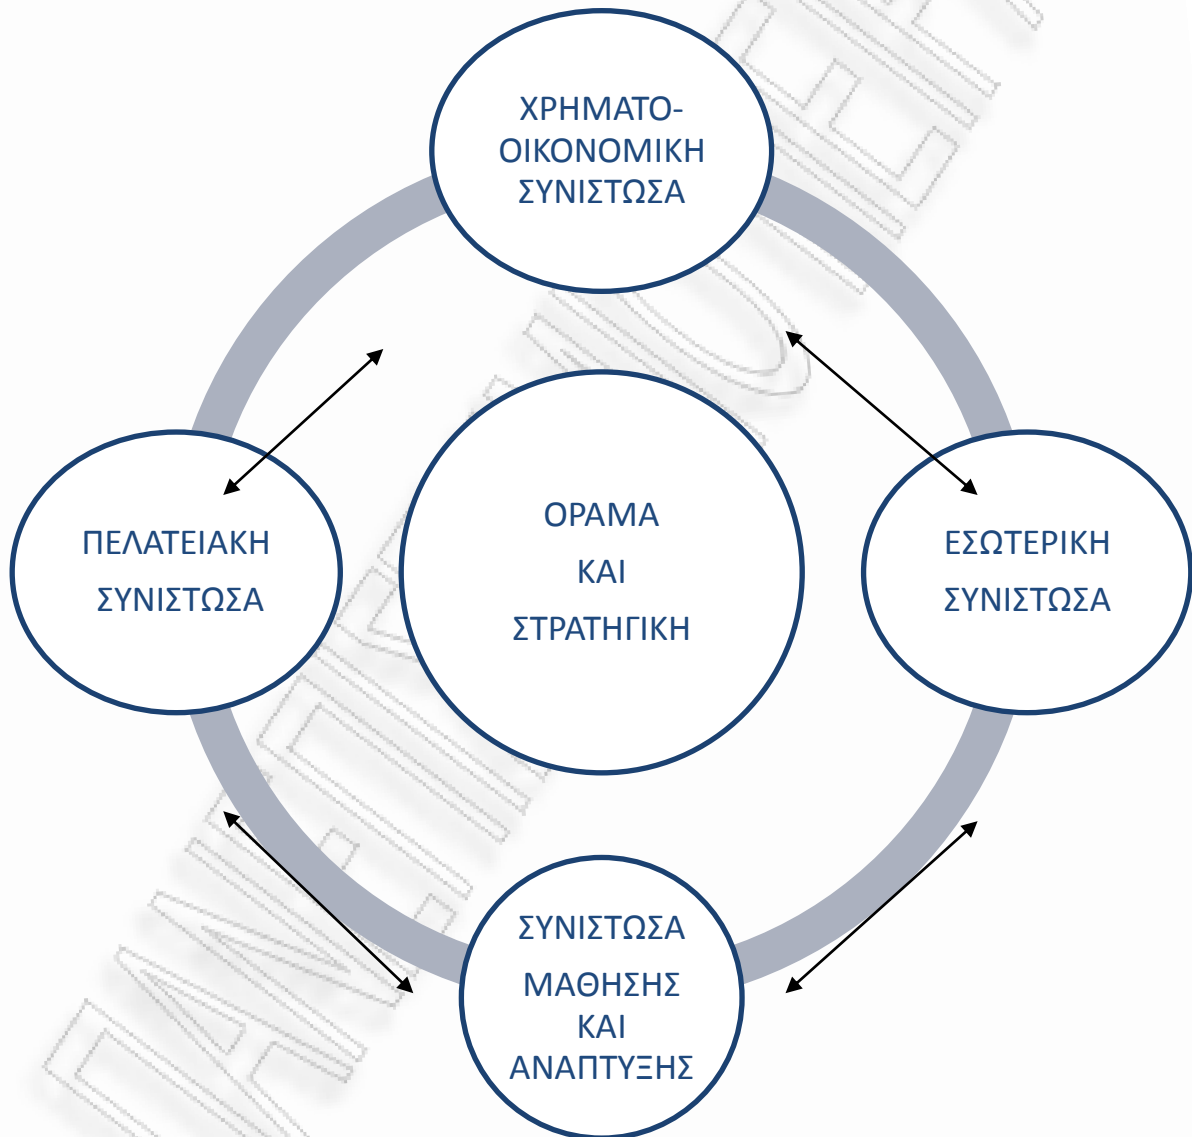 ΧΡΗΜΑΤΟ-
ΟΙΚΟΝΟΜΙΚΗ
ΣΥΝΙΣΤΩΣΑ
ΠΕΛΑΤΕΙΑΚΗ
ΣΥΝΙΣΤΩΣΑ
ΟΡΑΜΑ
ΚΑΙ
ΣΤΡΑΤΗΓΙΚΗ
ΕΣΩΤΕΡΙΚΗ
ΣΥΝΙΣΤΩΣΑ
ΣΥΝΙΣΤΩΣΑ
ΜΑΘΗΣΗΣ
ΚΑΙ
ΑΝΑΠΤΥΞΗΣ